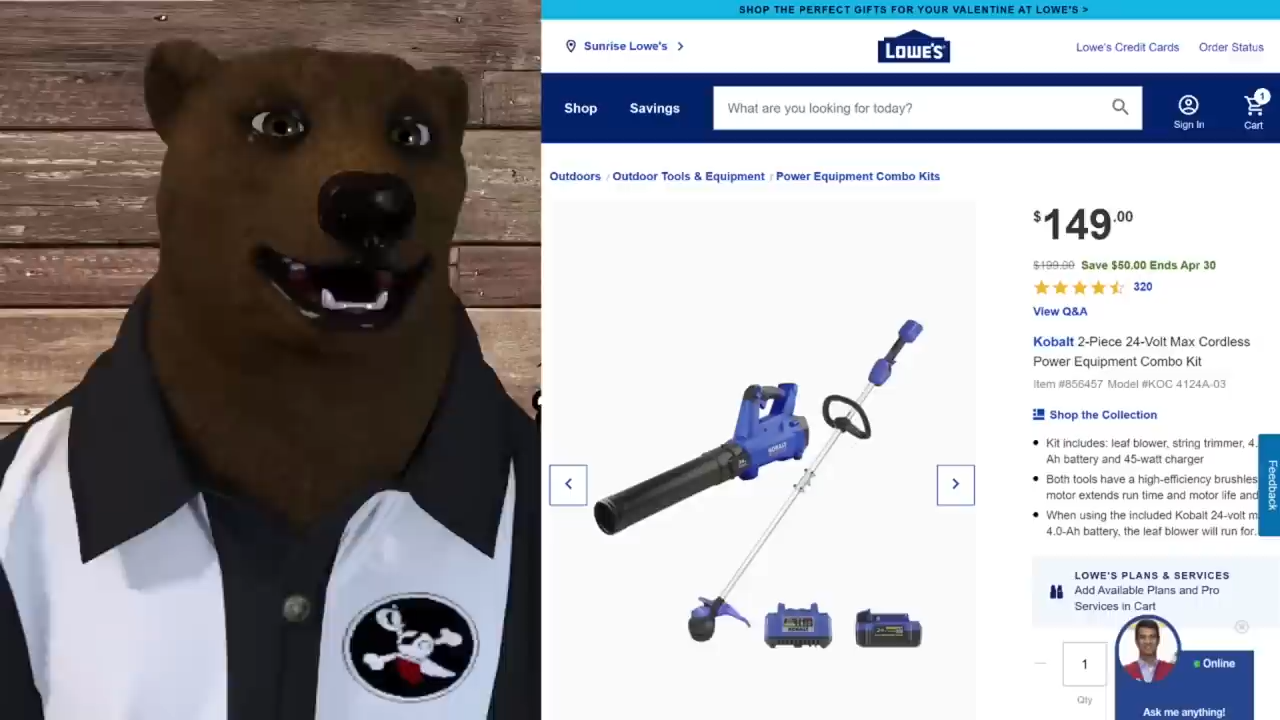 SHOP THE PERFECT GIFTS FOR YOUR VALENTINE AT LOWE'S >
Sunrise Lowe's
LOWE'S
Lowe's Credit Cards
Order Status
Shop
Savings
What are you looking for today?
Sign In
1
Cart
Outdoors / Outdoor Tools & Equipment / Power Equipment Combo Kits
$149.00
$199.00 Save $50.00 Ends Apr 30
320
View Q&A
Kobalt 2-Piece 24-Volt Max Cordless
Power Equipment Combo Kit
Item #856457 Model #KOC 4124A-03
Shop the Collection
Kit includes: leaf blower, string trimmer, 4.
Ah battery and 45-watt charger
Both tools have a high-efficiency brushles
motor extends run time and motor life and
When using the included Kobalt 24-volt m
4.0-Ah battery, the leaf blower will run for.
Feedback
KOBALT
KOBALT
LOWE'S PLANS & SERVICES
Add Available Plans and Pro
Services in Cart
1
Qty
Online
Ask me anything!